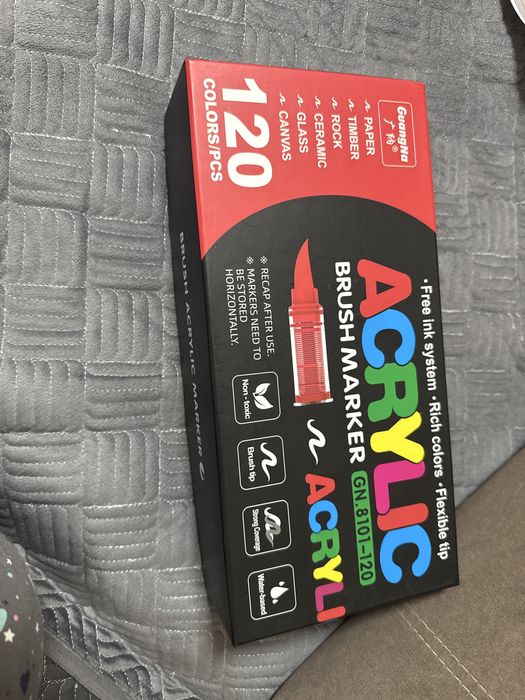 GuangNa
广纳®
PAPER
TIMBER
ROCK
CERAMIC
GLASS
CANVAS
120
COLORS/PCS
·Free ink system ·Rich colors ·Flexible tip
ACRYLIC
BRUSH MARKER
GN.8101-120
※ RECAP AFTER USE.
※ MARKERS NEED TO
BE STORED
HORIZONTALLY.
ACRYLI
Non-toxic
Brush tip
Strong Coverage
Water-based
BRUSH ACRYLIC MARKER